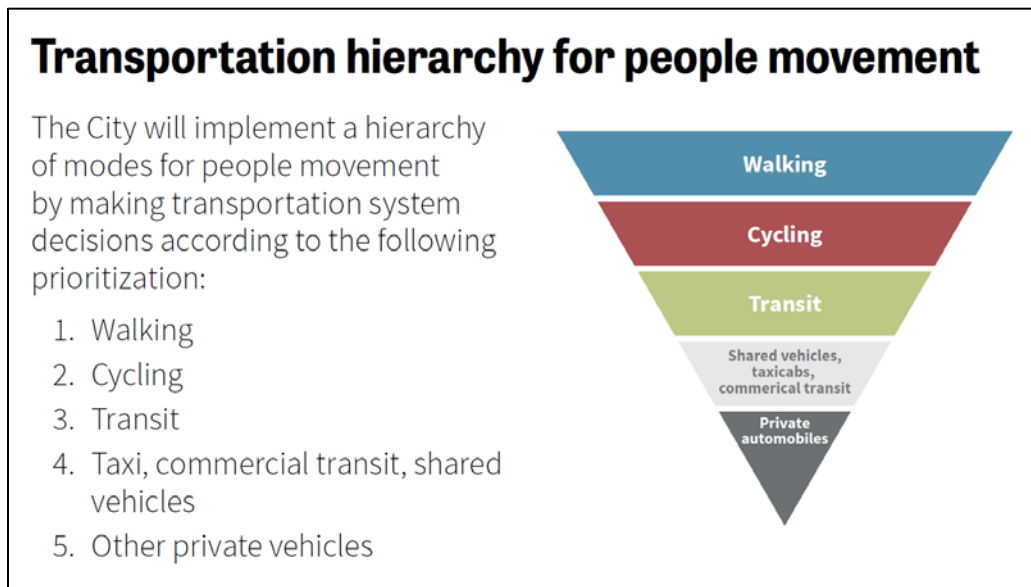 Transportation hierarchy for people movement
The City will implement a hierarchy
of modes for people movement
by making transportation system
decisions according to the following
prioritization:
1. Walking
2. Cycling
3. Transit
4. Taxi, commercial transit, shared
vehicles
5. Other private vehicles
Walking
Cycling
Transit
Shared vehicles,
taxicabs,
commerical transit
Private
automobiles